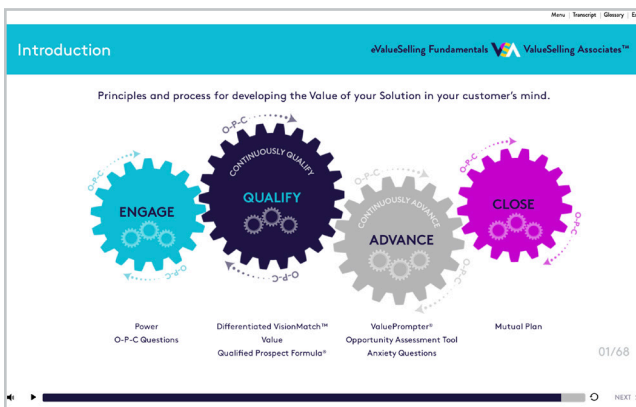 Menu | Transcript | Glossary |
Introduction
eValueSelling Fundamentals VSA ValueSelling Associates™
Principles and process for developing the Value of your Solution in your customer's mind.
O-P-C
O-P-C
ENGAGE
O-P-C
O-P-C
CONTINUOUSLY QUALIFY
QUALIFY
O-P-C
O-P-C
CONTINUOUSLY ADVANCE
ADVANCE
O-P-C
O-P-C
CLOSE
O-P-C
Power
O-P-C Questions
Differentiated VisionMatch™
Value
Qualified Prospect Formula®
ValuePrompter®
Opportunity Assessment Tool
Anxiety Questions
Mutual Plan
01/68
NEXT